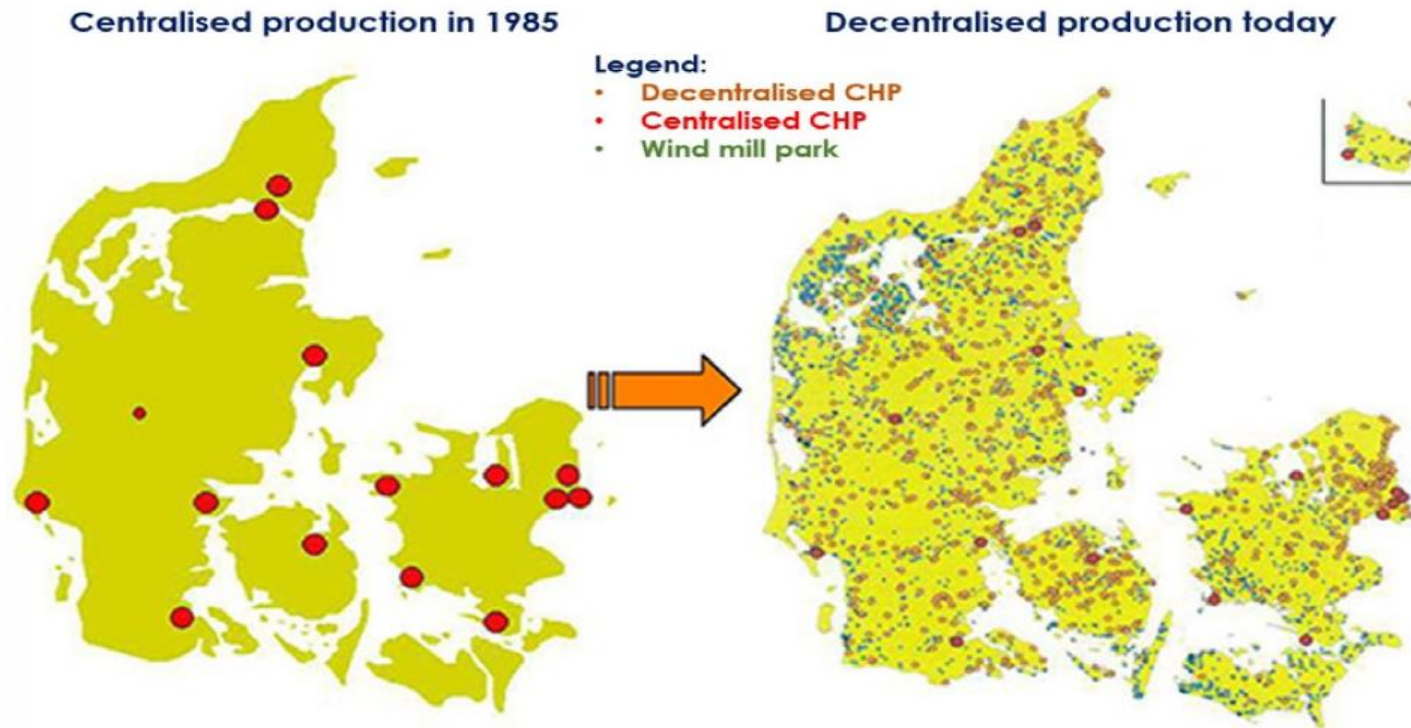 Centralised production in 1985
Decentralised production today
Legend:
• Decentralised CHP
• Centralised CHP
• Wind mill park